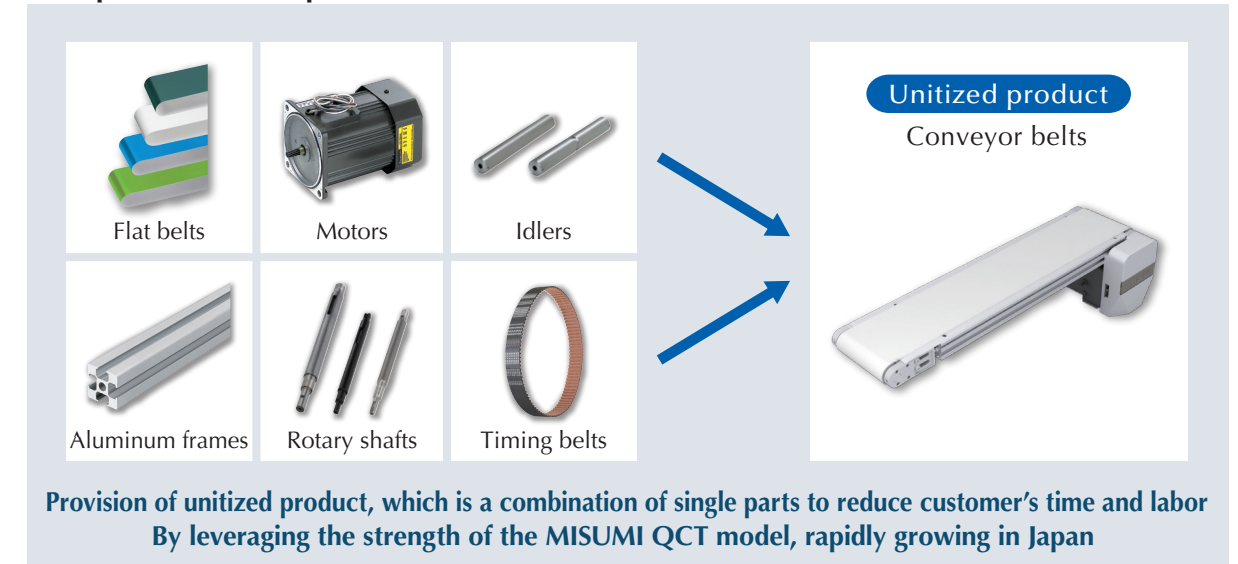 Flat belts
Motors
Idlers
Aluminum frames
Rotary shafts
Timing belts
Unitized product
Conveyor belts
Provision of unitized product, which is a combination of single parts to reduce customer's time and labor
By leveraging the strength of the MISUMI QCT model, rapidly growing in Japan